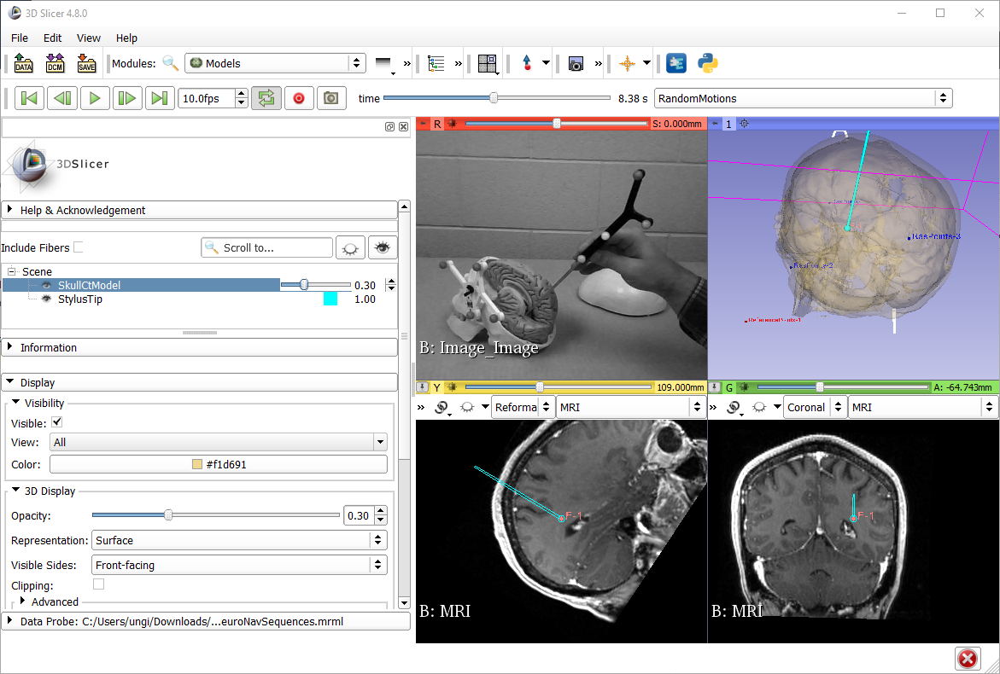 3D Slicer 4.8.0
File Edit View Help
DATA DCM SAVE Modules: Models »  »  »
10.0fps time 8.38 s RandomMotions
R S: 0.000mm 1
3DSlicer
Help & Acknowledgement
Include Fibers Scroll to...
Scene
SkullCtModel 0.30
StylusTip 1.00
Information
Display
Visibility
Visible:
View: All
Color: #f1d691
3D Display
Opacity: 0.30
Representation: Surface
Visible Sides: Front-facing
Clipping:
Advanced
Data Probe: C:/Users/ungi/Downloads/...euroNavSequences.mrml
B: Image_Image
RasPoints-3
RasPoints-2
Y 109.000mm G A: -64.743mm
» Reforma MRI » Coronal MRI
F-1
F-1
B: MRI
B: MRI